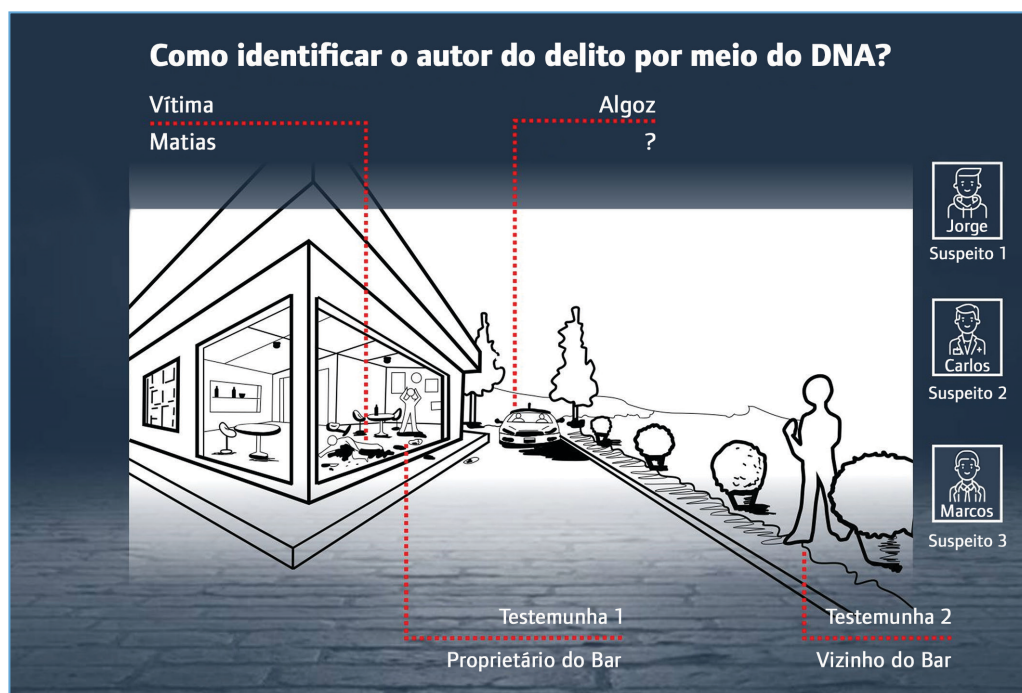 Como identificar o autor do delito por meio do DNA?
Vítima
Matias
Algoz
?
Jorge
Suspeito 1
Carlos
Suspeito 2
Marcos
Suspeito 3
Testemunha 1
Proprietário do Bar
Testemunha 2
Vizinho do Bar